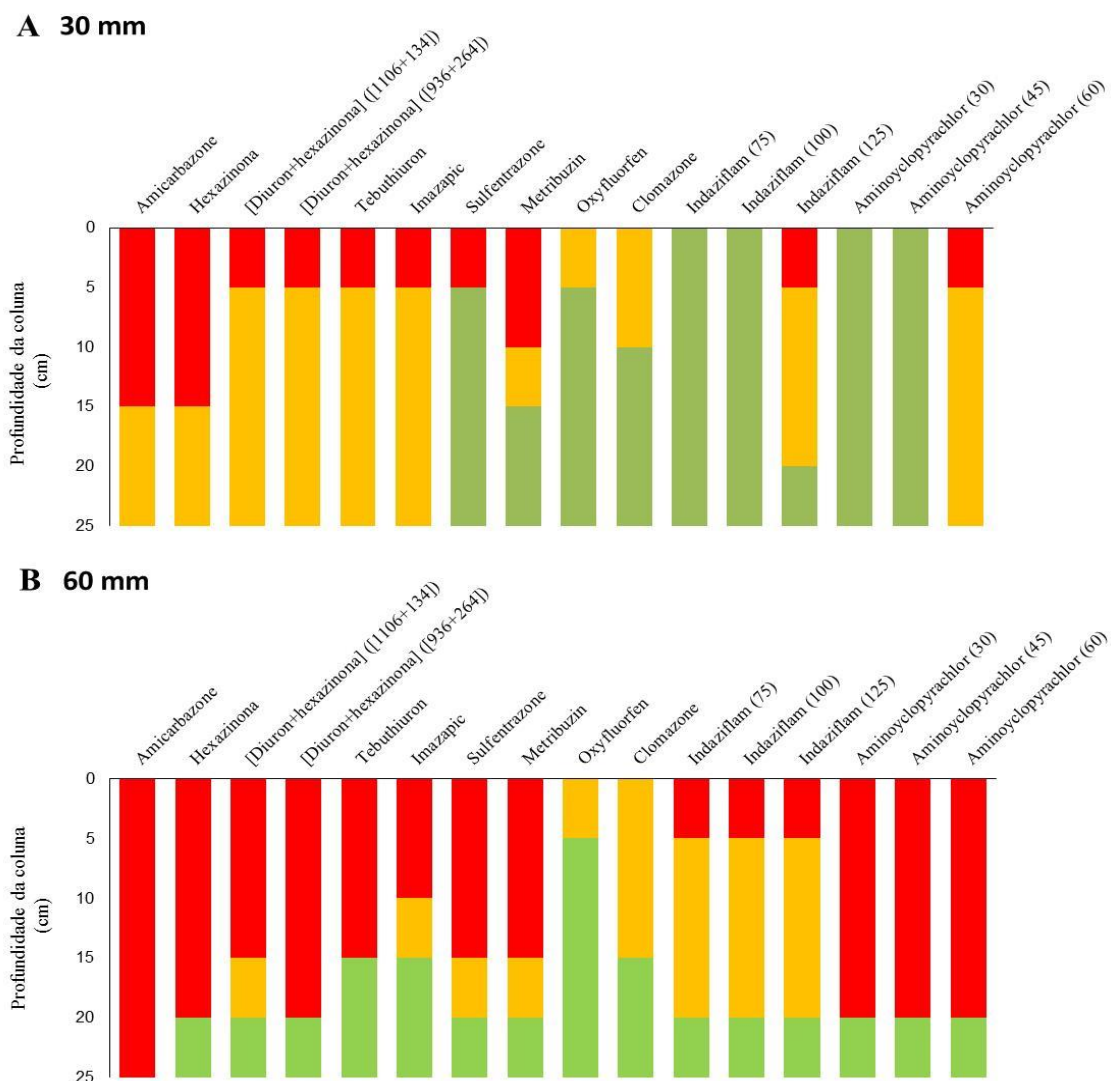 A 30 mm
Amicarbazone
Hexazinona
[Diuron+hexazinona] ([1106+134])
[Diuron+hexazinona] ([936+264])
Tebuthiuron
Imazapic
Sulfentrazone
Metribuzin
Oxyfluorfen
Clomazone
Indaziflam (75)
Indaziflam (100)
Indaziflam (125)
Aminoyclopyrachlor (30)
Aminoyclopyrachlor (45)
Aminoyclopyrachlor (60)
Profundidade da coluna
(cm)
0
5
10
15
20
25
B 60 mm
Amicarbazone
Hexazinona
[Diuron+hexazinona] ([1106+134])
[Diuron+hexazinona] ([936+264])
Tebuthiuron
Imazapic
Sulfentrazone
Metribuzin
Oxyfluorfen
Clomazone
Indaziflam (75)
Indaziflam (100)
Indaziflam (125)
Aminoyclopyrachlor (30)
Aminoyclopyrachlor (45)
Aminoyclopyrachlor (60)
Profundidade da coluna
(cm)
0
5
10
15
20
25